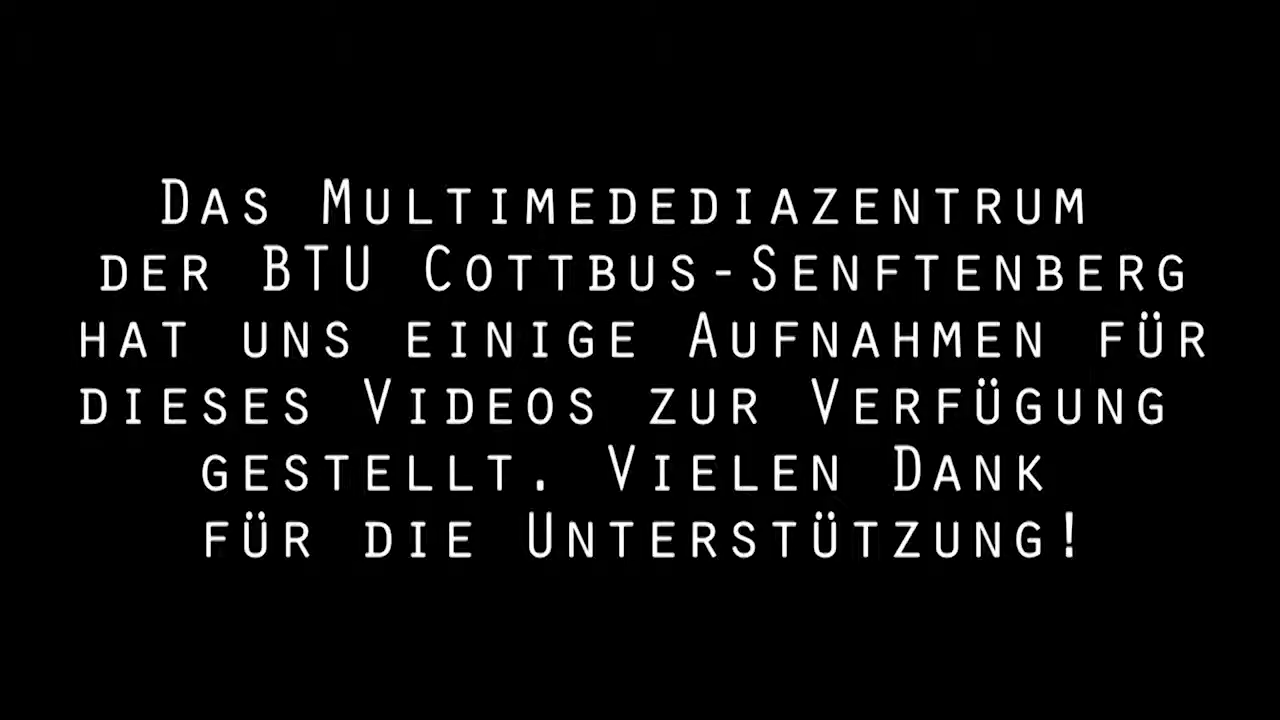 Das Multimedediazentrum
der BTU Cottbus-Senftenberg
hat uns einige Aufnahmen für
dieses Videos zur Verfügung
gestellt. Vielen Dank
für die Unterstützung!